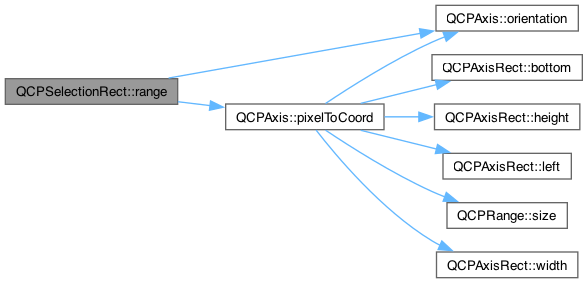 QCPAxis::orientation
QCPAxisRect::bottom
QCPSelectionRect::range
QCPAxis::pixelToCoord
QCPAxisRect::height
QCPAxisRect::left
QCPRange::size
QCPAxisRect::width